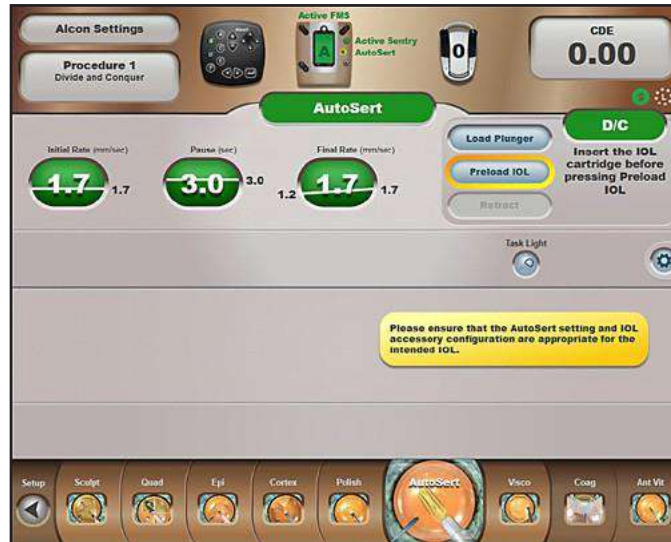 Alcon Settings
Procedure 1
Divide and Conquer
Active FMS
A
Active Sentry
AutoSert
0
CDE
0.00
AutoSert
Initial Rate (mm/sec)
1.7
1.7
Pause (sec)
3.0
3.0
Final Rate (mm/sec)
1.2
1.7
1.7
Load Plunger
Preload IOL
Retract
D/C
Insert the IOL
cartridge before
pressing Preload
IOL
Task Light
Please ensure that the AutoSert setting and IOL
accessory configuration are appropriate for the
intended IOL.
Setup
Sculpt
Quad
Epi
Cortex
Polish
AutoSert
Visco
Coag
Ant Vit